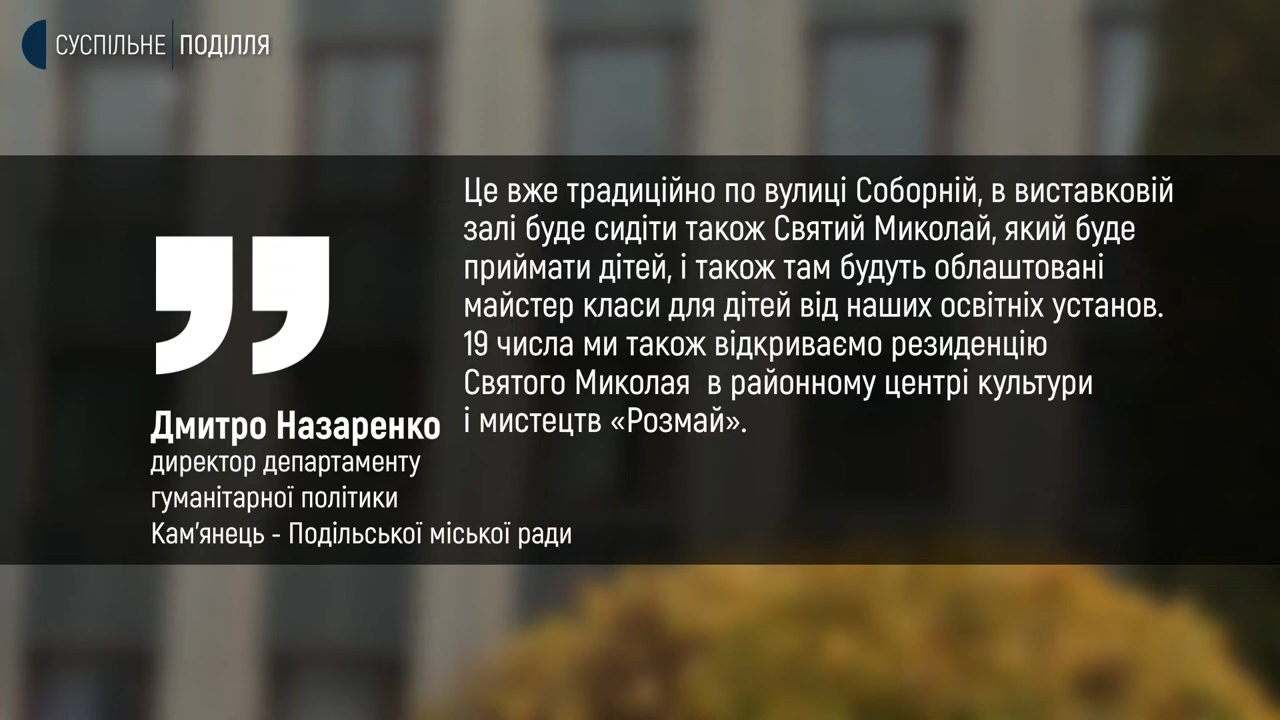 СУСПІЛЬНЕ ПОДІЛЛЯ
Це вже традиційно по вулиці Соборній, в виставковій
залі буде сидіти також Святий Миколай, який буде
приймати дітей, і також там будуть облаштовані
майстер класи для дітей від наших освітніх установ.
19 числа ми також відкриваємо резиденцію
Святого Миколая  в районному центрі культури
і мистецтв «Розмай».
Дмитро Назаренко
директор департаменту
гуманітарної політики
Кам'янець - Подільської міської ради